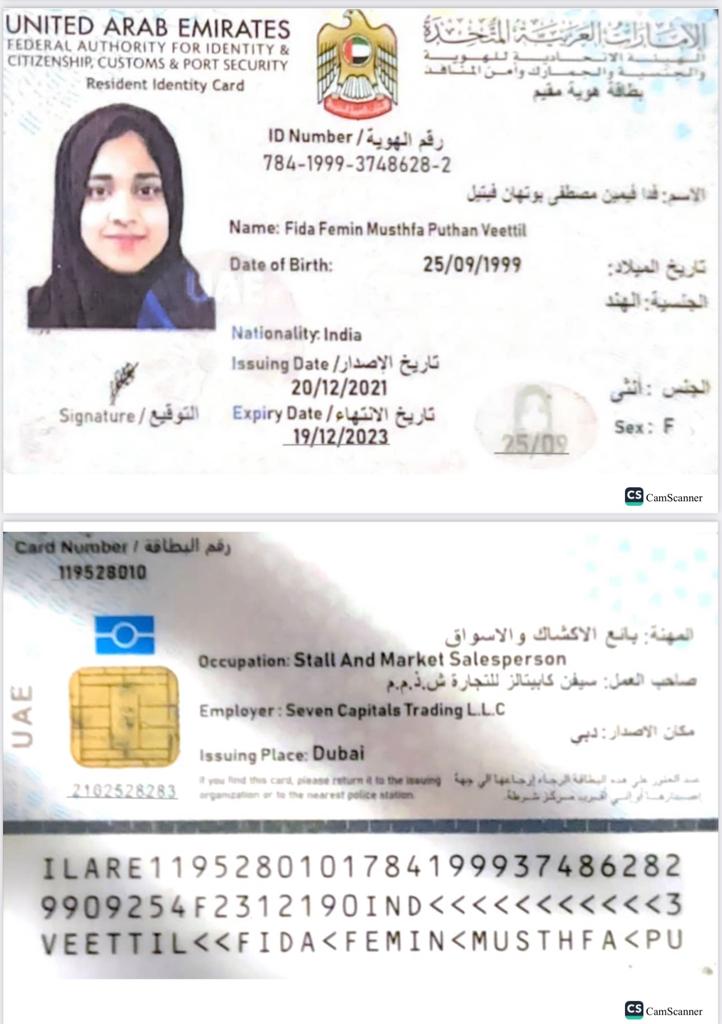 UNITED ARAB EMIRATES
FEDERAL AUTHORITY FOR IDENTITY &
CITIZENSHIP, CUSTOMS & PORT SECURITY
Resident Identity Card
الإمارات العربية المتحدة
الهيئة الاتحادية للهوية
والجنسية والجمارك وأمن المنافذ
بطاقة هوية مقيم
ID Number / رقم الهوية
784-1999-3748628-2
الاسم: فدا فيمين مصطفى بوتهان فيتيل
Name: Fida Femin Musthfa Puthan Veettil
Date of Birth: 25/09/1999 تاريخ الميلاد:
الجنسية: الهند
UAE
Nationality: India
Issuing Date / تاريخ الإصدار
20/12/2021
الجنس: أنثى
Signature / التوقيع
Expiry Date / تاريخ الانتهاء
19/12/2023
Sex: F
25/09
CS CamScanner
Card Number / رقم البطاقة
119528010
المهنة: بائع الاكشاك والاسواق
Occupation: Stall And Market Salesperson
صاحب العمل: سيفن كابيتالز للتجارة ش.ذ.م.م
Employer : Seven Capitals Trading L.L.C
مكان الاصدار: دبي
UAE
Issuing Place: Dubai
If you find this card, please return it to the issuing
organization or to the nearest police station.
عند العثور على هذه البطاقة الرجاء إرجاعها الى جهة
إصدارها أو إلى أقرب مركز شرطة.
2102528283
ILARE1195280101784199937486282
9909254F2312190IND<<<<<<<<<<<3
VEETTIL<<FIDA<FEMIN<MUSTHFA<PU
CS CamScanner